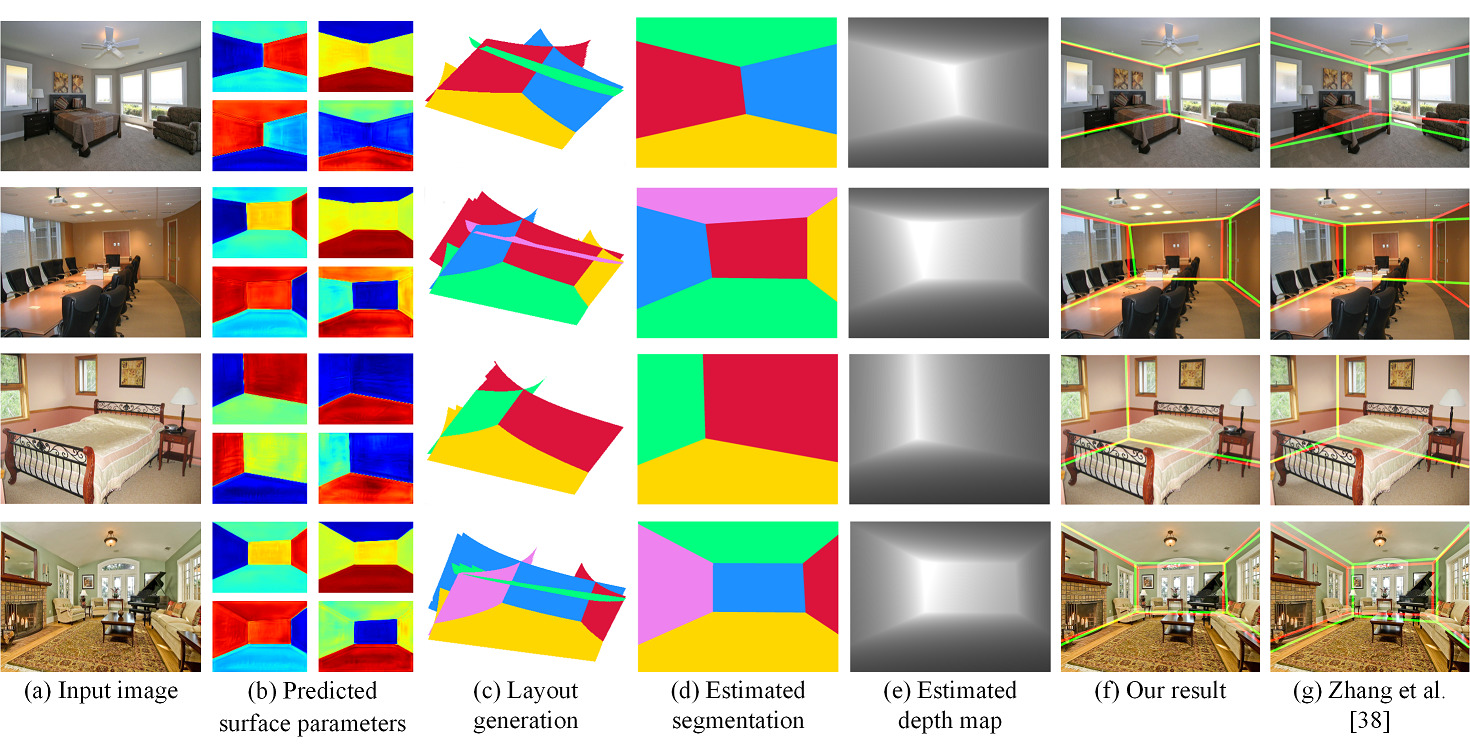 (a) Input image
(b) Predicted
surface parameters
(c) Layout
generation
(d) Estimated
segmentation
(e) Estimated
depth map
(f) Our result
(g) Zhang et al.
[38]